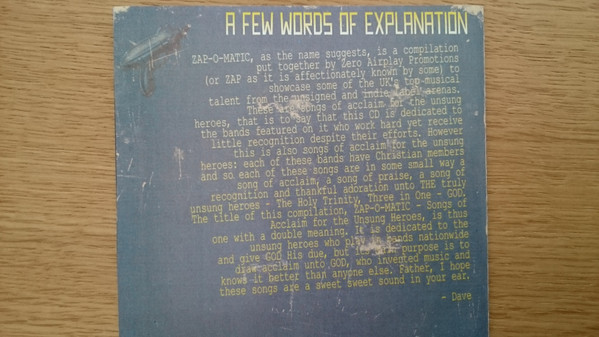 A FEW WORDS OF EXPLANATION
ZAP-O-MATIC, as the name suggests, is a compilation
put together by Zero Airplay Promotions
(or ZAP as it is affectionately known by some) to
showcase some of the UK's top-musical
talent from the unsigned and indie label arenas.
These are songs of acclaim for the unsung
heroes, that is to say that this CD is dedicated to
the bands featured on it who work hard yet receive
little recognition despite their efforts. However
this is also songs of acclaim for the unsung
heroes: each of these bands have Christian members
and so each of these songs are in some small way a
song of acclaim, a song of praise, a song of
recognition and thankful adoration unto THE truly
unsung heroes - The Holy Trinity, Three in One - GOD.
The title of this compilation, ZAP-O-MATIC - Songs of
Acclaim for the Unsung Heroes, is thus
one with a double meaning. It is dedicated to the
unsung heroes who play in bands nationwide
and give GOD His due, but its purpose is to
draw acclaim unto GOD, who invented music and
knows it better than anyone else. Father, I hope
these songs are a sweet sweet sound in your ear.
- Dave